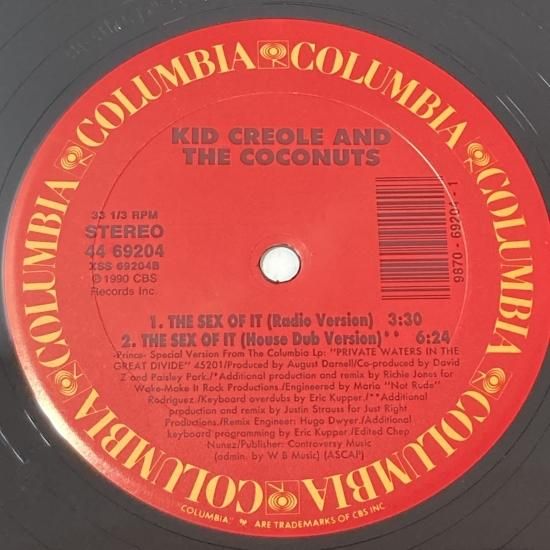 COLUMBIA COLUMBIA COLUMBIA COLUMBIA COLUMBIA COLUMBIA COLUMBIA COLUMBIA
KID CREOLE AND
THE COCONUTS
33 1/3 RPM
STEREO
44 69204
XSS 69204B
© 1990 CBS
Records Inc.
9870 - 69204 - 1
1. THE SEX OF IT (Radio Version) 3:30
2. THE SEX OF IT (House Dub Version)** 6:24
-Prince- Special Version From The Columbia Lp: "PRIVATE WATERS IN THE
GREAT DIVIDE" 45201/Produced by August Darnell/Co-produced by David
Z and Paisley Park./*Additional production and remix by Richie Jones for
Wake-Make It Rock Productions/Engineered by Mario "Not Rude"
Rodriguez./Keyboard overdubs by Eric Kupper./**Additional
production and remix by Justin Strauss for Just Right
Productions./Remix Engineer: Hugo Dwyer./Additional
keyboard programming by Eric Kupper./Edited Chep
Nunez/Publisher: Controversy Music
(admin. by W B Music) (ASCAP)
"COLUMBIA," ARE TRADEMARKS OF CBS INC.